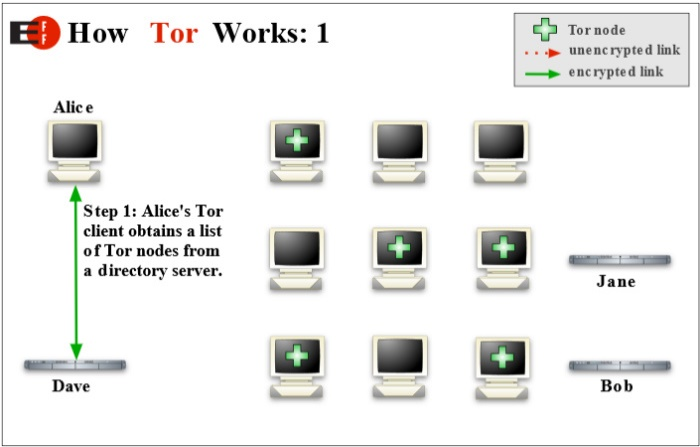 EFF How Tor Works: 1
Tor node
unencrypted link
encrypted link
Alice
Step 1: Alice's Tor
client obtains a list
of Tor nodes from
a directory server.
Jane
Dave
Bob